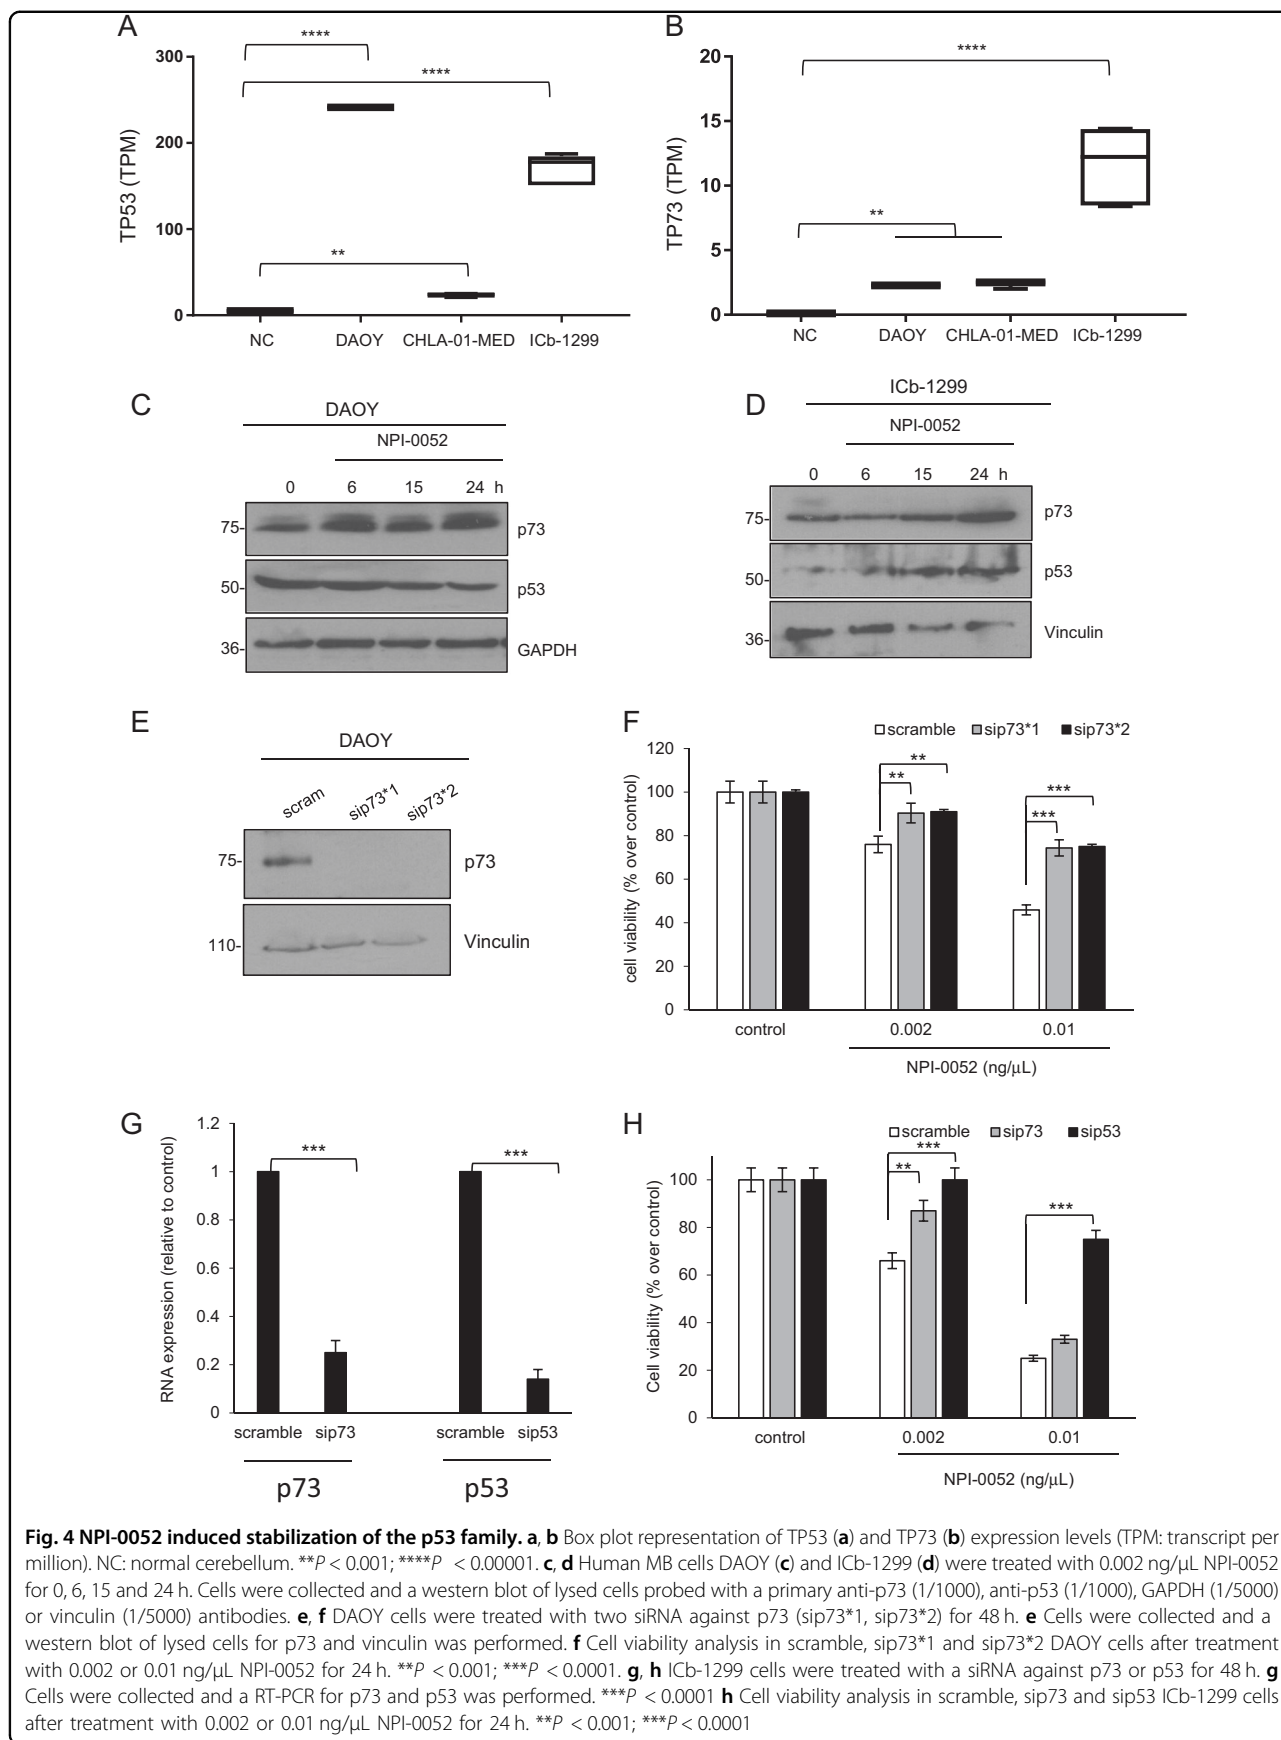 A
300
200
100
0
TP53 (TPM)
****
****
**
NC DAOY CHLA-01-MED ICb-1299
B
20
15
10
5
0
TP73 (TPM)
****
**
NC DAOY CHLA-01-MED ICb-1299
C
DAOY
NPI-0052
0 6 15 24 h
75- p73
50- p53
36- GAPDH
D
ICb-1299
NPI-0052
0 6 15 24 h
75- p73
50- p53
36- Vinculin
E
DAOY
scram sip73*1 sip73*2
75- p73
110- Vinculin
F
scramble sip73*1 sip73*2
120
100
80
60
40
20
0
cell viability (% over control)
** **
*** ***
control 0.002 0.01
NPI-0052 (ng/µL)
G
1.2
1
0.8
0.6
0.4
0.2
0
RNA expression (relative to control)
*** ***
scramble sip73 scramble sip53
p73 p53
H
scramble sip73 sip53
100
80
60
40
20
0
Cell viability (% over control)
** ***
***
control 0.002 0.01
NPI-0052 (ng/µL)
Fig. 4 NPI-0052 induced stabilization of the p53 family. a, b Box plot representation of TP53 (a) and TP73 (b) expression levels (TPM: transcript per
million). NC: normal cerebellum. **P < 0.001; ****P < 0.00001. c, d Human MB cells DAOY (c) and ICb-1299 (d) were treated with 0.002 ng/µL NPI-0052
for 0, 6, 15 and 24 h. Cells were collected and a western blot of lysed cells probed with a primary anti-p73 (1/1000), anti-p53 (1/1000), GAPDH (1/5000)
or vinculin (1/5000) antibodies. e, f DAOY cells were treated with two siRNA against p73 (sip73*1, sip73*2) for 48 h. e Cells were collected and a
western blot of lysed cells for p73 and vinculin was performed. f Cell viability analysis in scramble, sip73*1 and sip73*2 DAOY cells after treatment
with 0.002 or 0.01 ng/µL NPI-0052 for 24 h. **P < 0.001; ***P < 0.0001. g, h ICb-1299 cells were treated with a siRNA against p73 or p53 for 48 h. g
Cells were collected and a RT-PCR for p73 and p53 was performed. ***P < 0.0001 h Cell viability analysis in scramble, sip73 and sip53 ICb-1299 cells
after treatment with 0.002 or 0.01 ng/µL NPI-0052 for 24 h. **P < 0.001; ***P < 0.0001